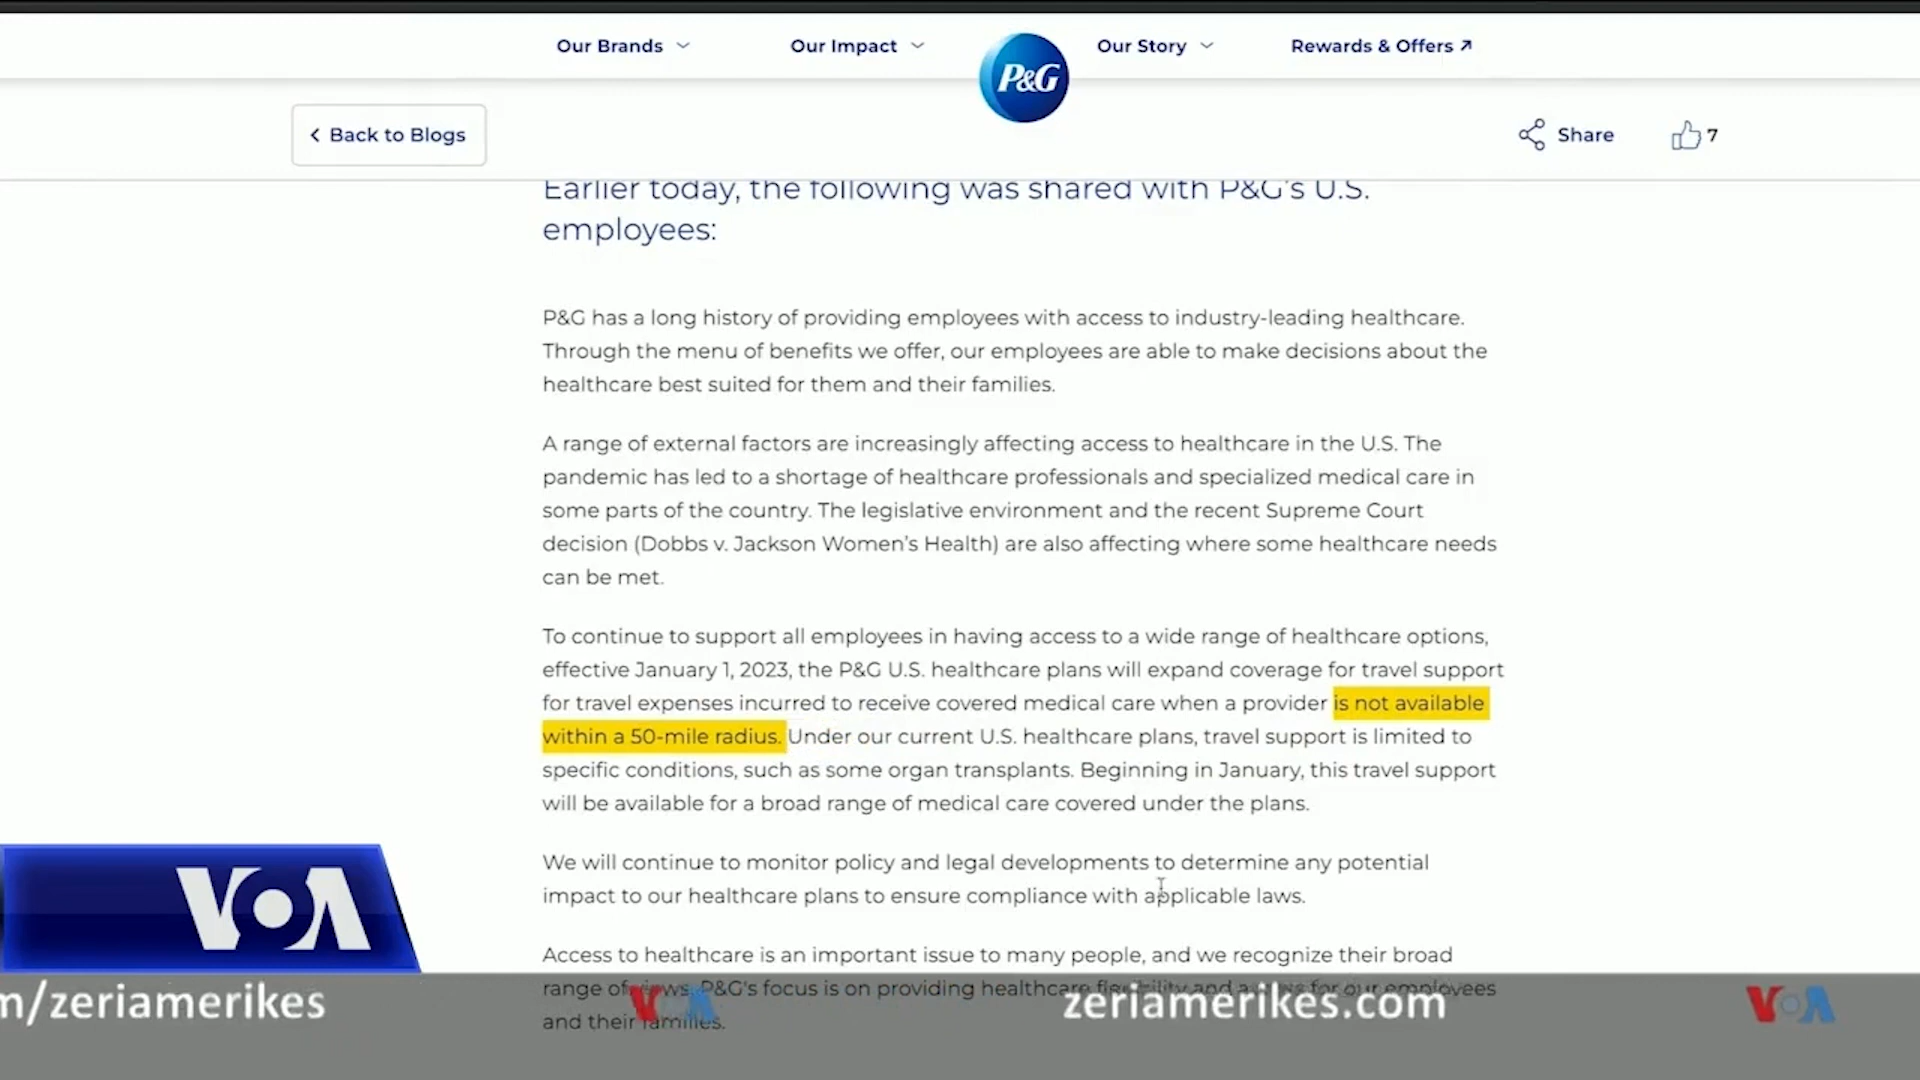 Our Brands
Our Impact
P&G
Our Story
Rewards & Offers
Back to Blogs
Share
7
Earlier today, the following was shared with P&G's U.S.
employees:
P&G has a long history of providing employees with access to industry-leading healthcare.
Through the menu of benefits we offer, our employees are able to make decisions about the
healthcare best suited for them and their families.
A range of external factors are increasingly affecting access to healthcare in the U.S. The
pandemic has led to a shortage of healthcare professionals and specialized medical care in
some parts of the country. The legislative environment and the recent Supreme Court
decision (Dobbs v. Jackson Women's Health) are also affecting where some healthcare needs
can be met.
To continue to support all employees in having access to a wide range of healthcare options,
effective January 1, 2023, the P&G U.S. healthcare plans will expand coverage for travel support
for travel expenses incurred to receive covered medical care when a provider is not available
within a 50-mile radius. Under our current U.S. healthcare plans, travel support is limited to
specific conditions, such as some organ transplants. Beginning in January, this travel support
will be available for a broad range of medical care covered under the plans.
We will continue to monitor policy and legal developments to determine any potential
impact to our healthcare plans to ensure compliance with applicable laws.
Access to healthcare is an important issue to many people, and we recognize their broad
range of views. P&G's focus is on providing healthcare flexibility and access for our employees
and their families.
VOA
m/zeriamerikes
VOA
zeriamerikes.com
VOA